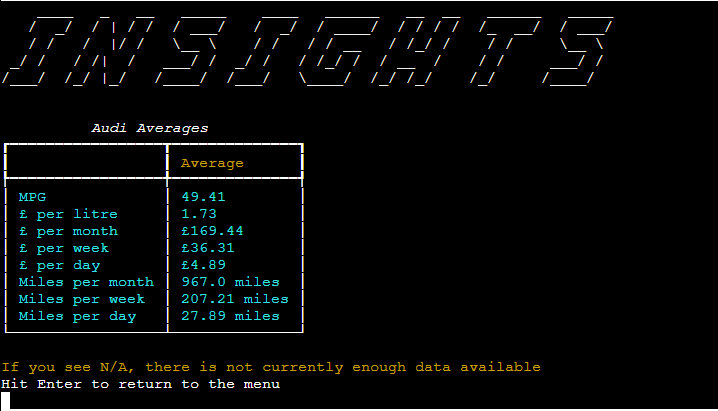 INSIGHTS
Audi Averages
Average
MPG 49.41
£ per litre 1.73
£ per month £169.44
£ per week £36.31
£ per day £4.89
Miles per month 967.0 miles
Miles per week 207.21 miles
Miles per day 27.89 miles
If you see N/A, there is not currently enough data available
Hit Enter to return to the menu